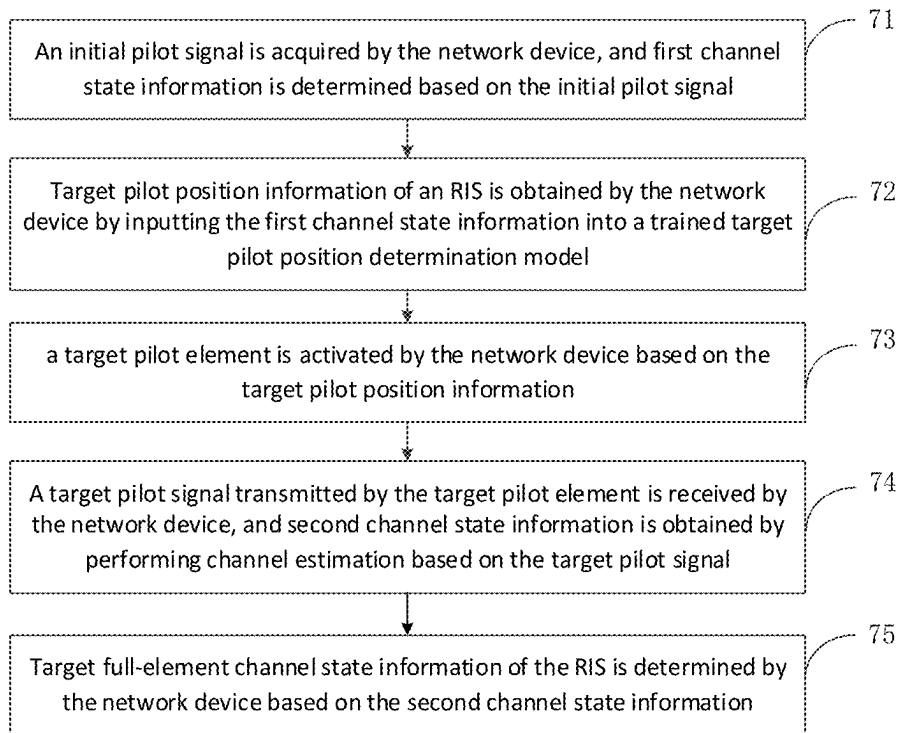 An initial pilot signal is acquired by the network device, and first channel
state information is determined based on the initial pilot signal
71
Target pilot position information of an RIS is obtained by the network
device by inputting the first channel state information into a trained target
pilot position determination model
72
a target pilot element is activated by the network device based on the
target pilot position information
73
A target pilot signal transmitted by the target pilot element is received by
the network device, and second channel state information is obtained by
performing channel estimation based on the target pilot signal
74
Target full-element channel state information of the RIS is determined by
the network device based on the second channel state information
75